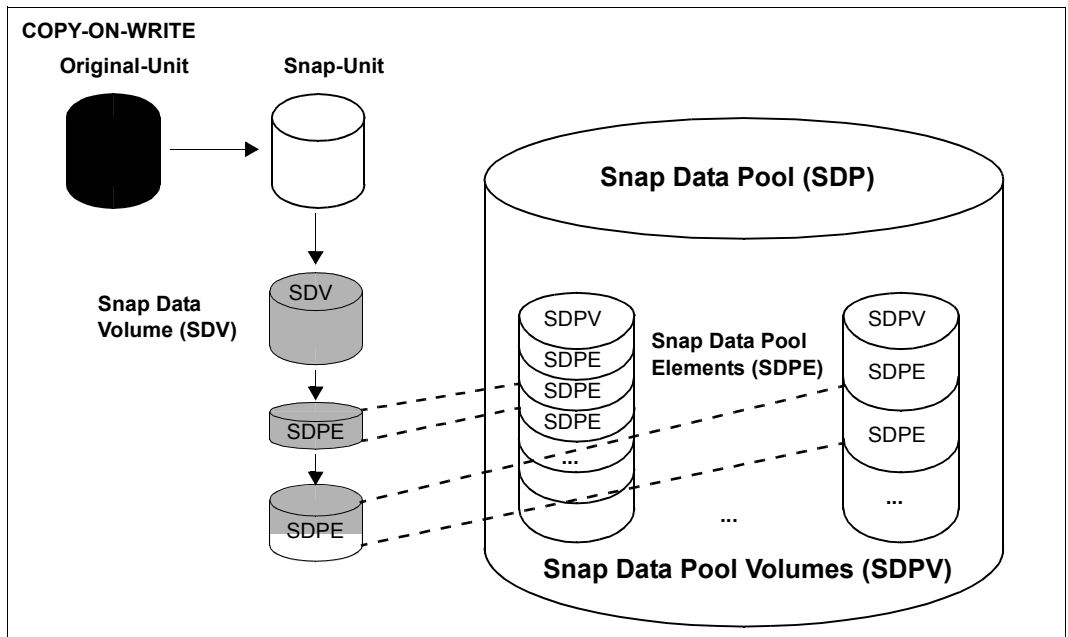 COPY-ON-WRITE
Original-Unit
Snap-Unit
Snap Data Pool (SDP)
SDV
Snap Data
Volume (SDV)
SDPE
SDPE
SDPV
SDPE
SDPE
SDPE
...
Snap Data Pool
Elements (SDPE)
SDPV
SDPE
SDPE
...
...
Snap Data Pool Volumes (SDPV)